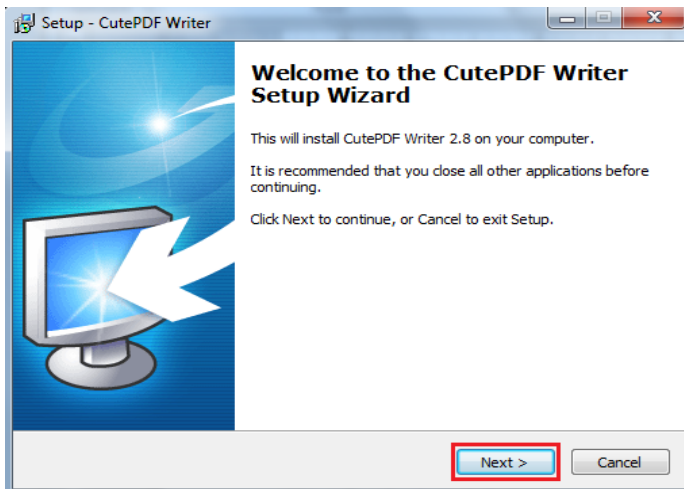 Setup - CutePDF Writer
Welcome to the CutePDF Writer
Setup Wizard
This will install CutePDF Writer 2.8 on your computer.
It is recommended that you close all other applications before
continuing.
Click Next to continue, or Cancel to exit Setup.
Next >
Cancel